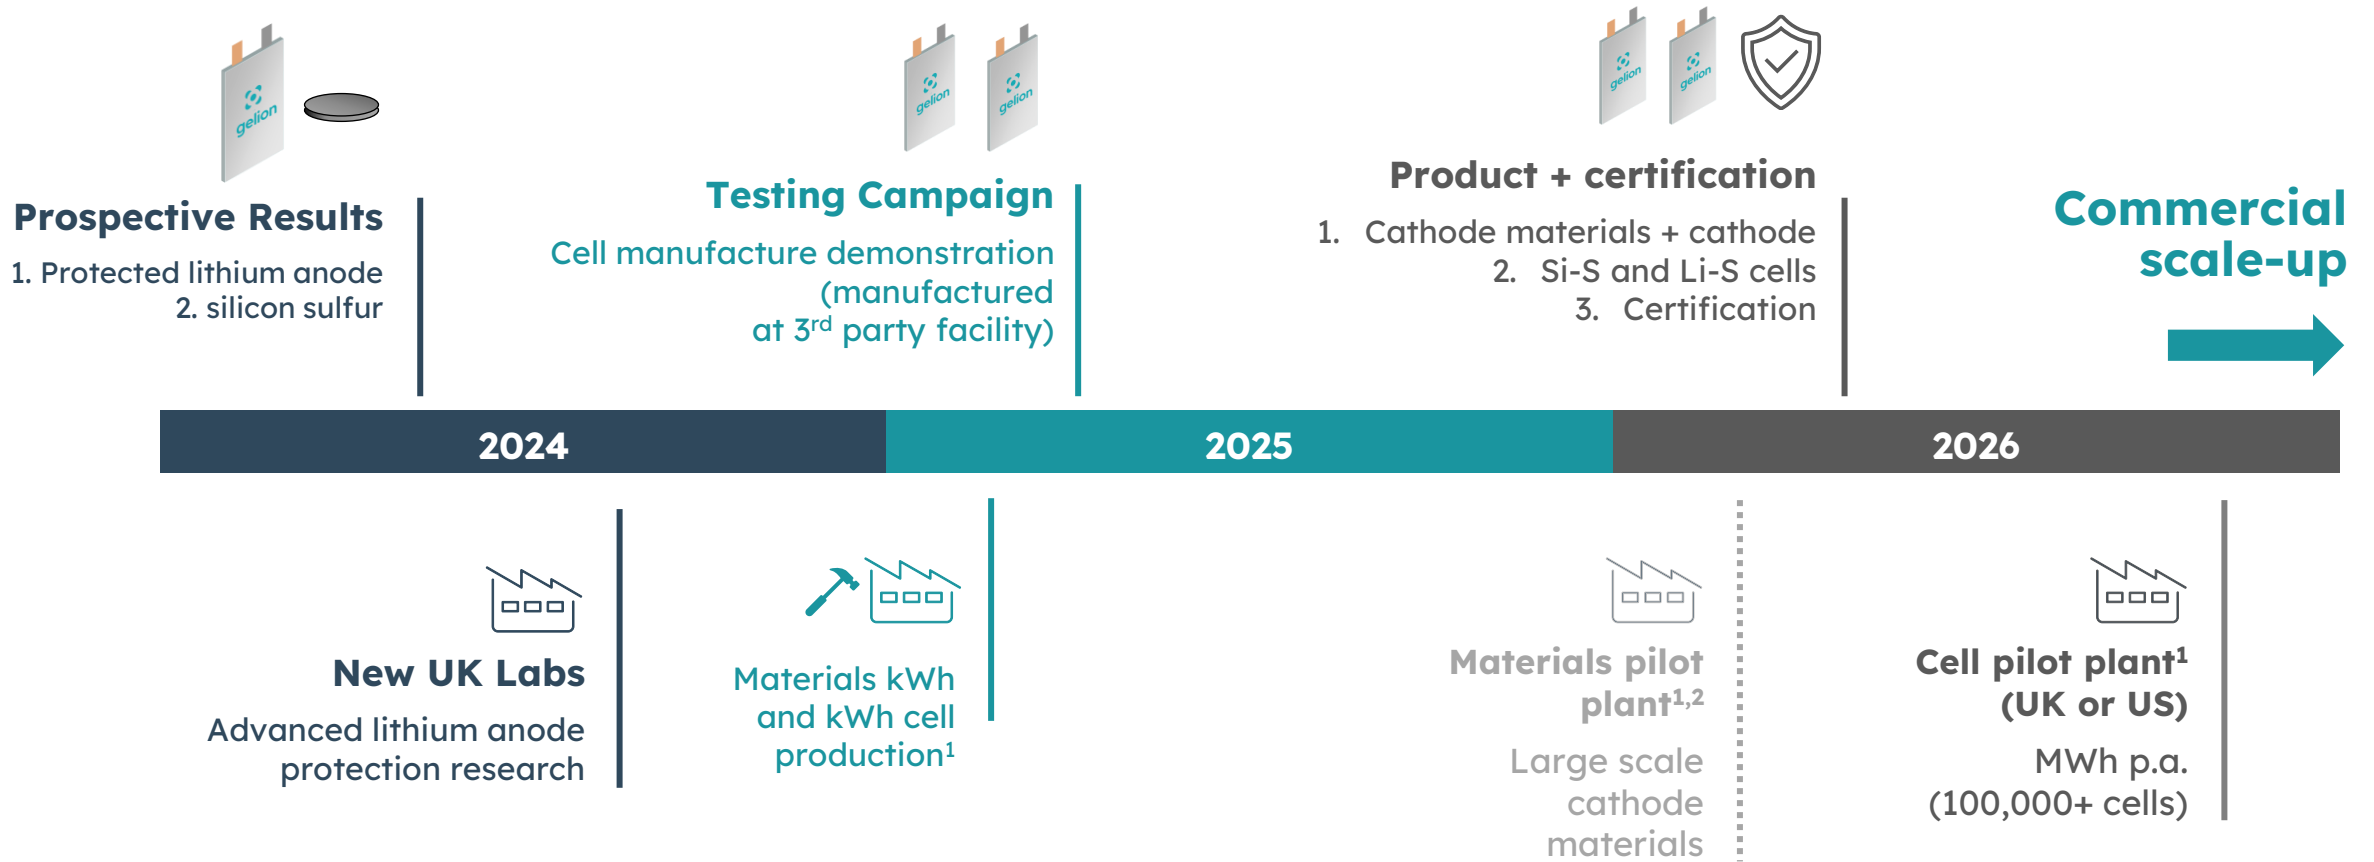 gelion
gelion
gelion
gelion
gelion
Prospective Results
1. Protected lithium anode
2. silicon sulfur
Testing Campaign
Cell manufacture demonstration
(manufactured
at 3rd party facility)
Product + certification
1. Cathode materials + cathode
2. Si-S and Li-S cells
3. Certification
Commercial
scale-up
2024
2025
2026
New UK Labs
Advanced lithium anode
protection research
Materials kWh
and kWh cell
production¹
Materials pilot
plant¹,²
Large scale
cathode
materials
Cell pilot plant¹
(UK or US)
MWh p.a.
(100,000+ cells)